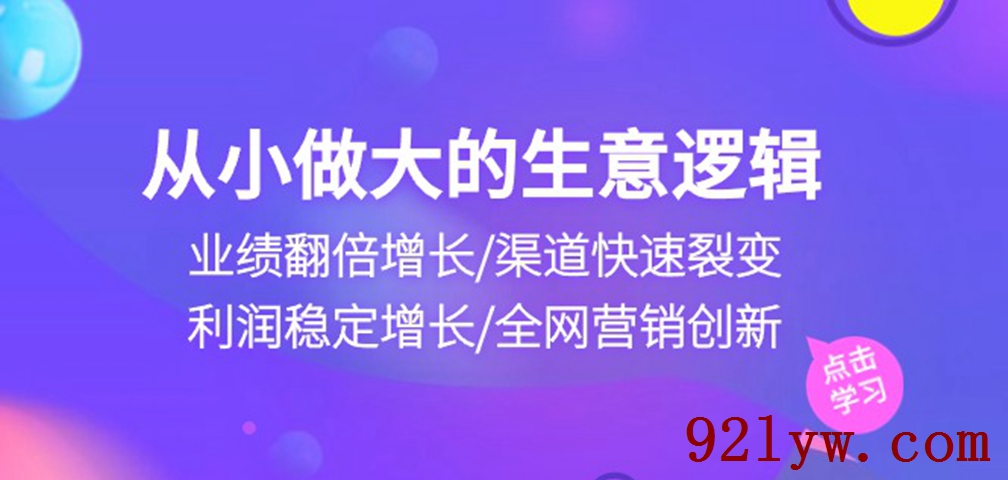 从小做大的生意逻辑
业绩翻倍增长/渠道快速裂变
利润稳定增长/全网营销创新
点击
学习
92lyw.com